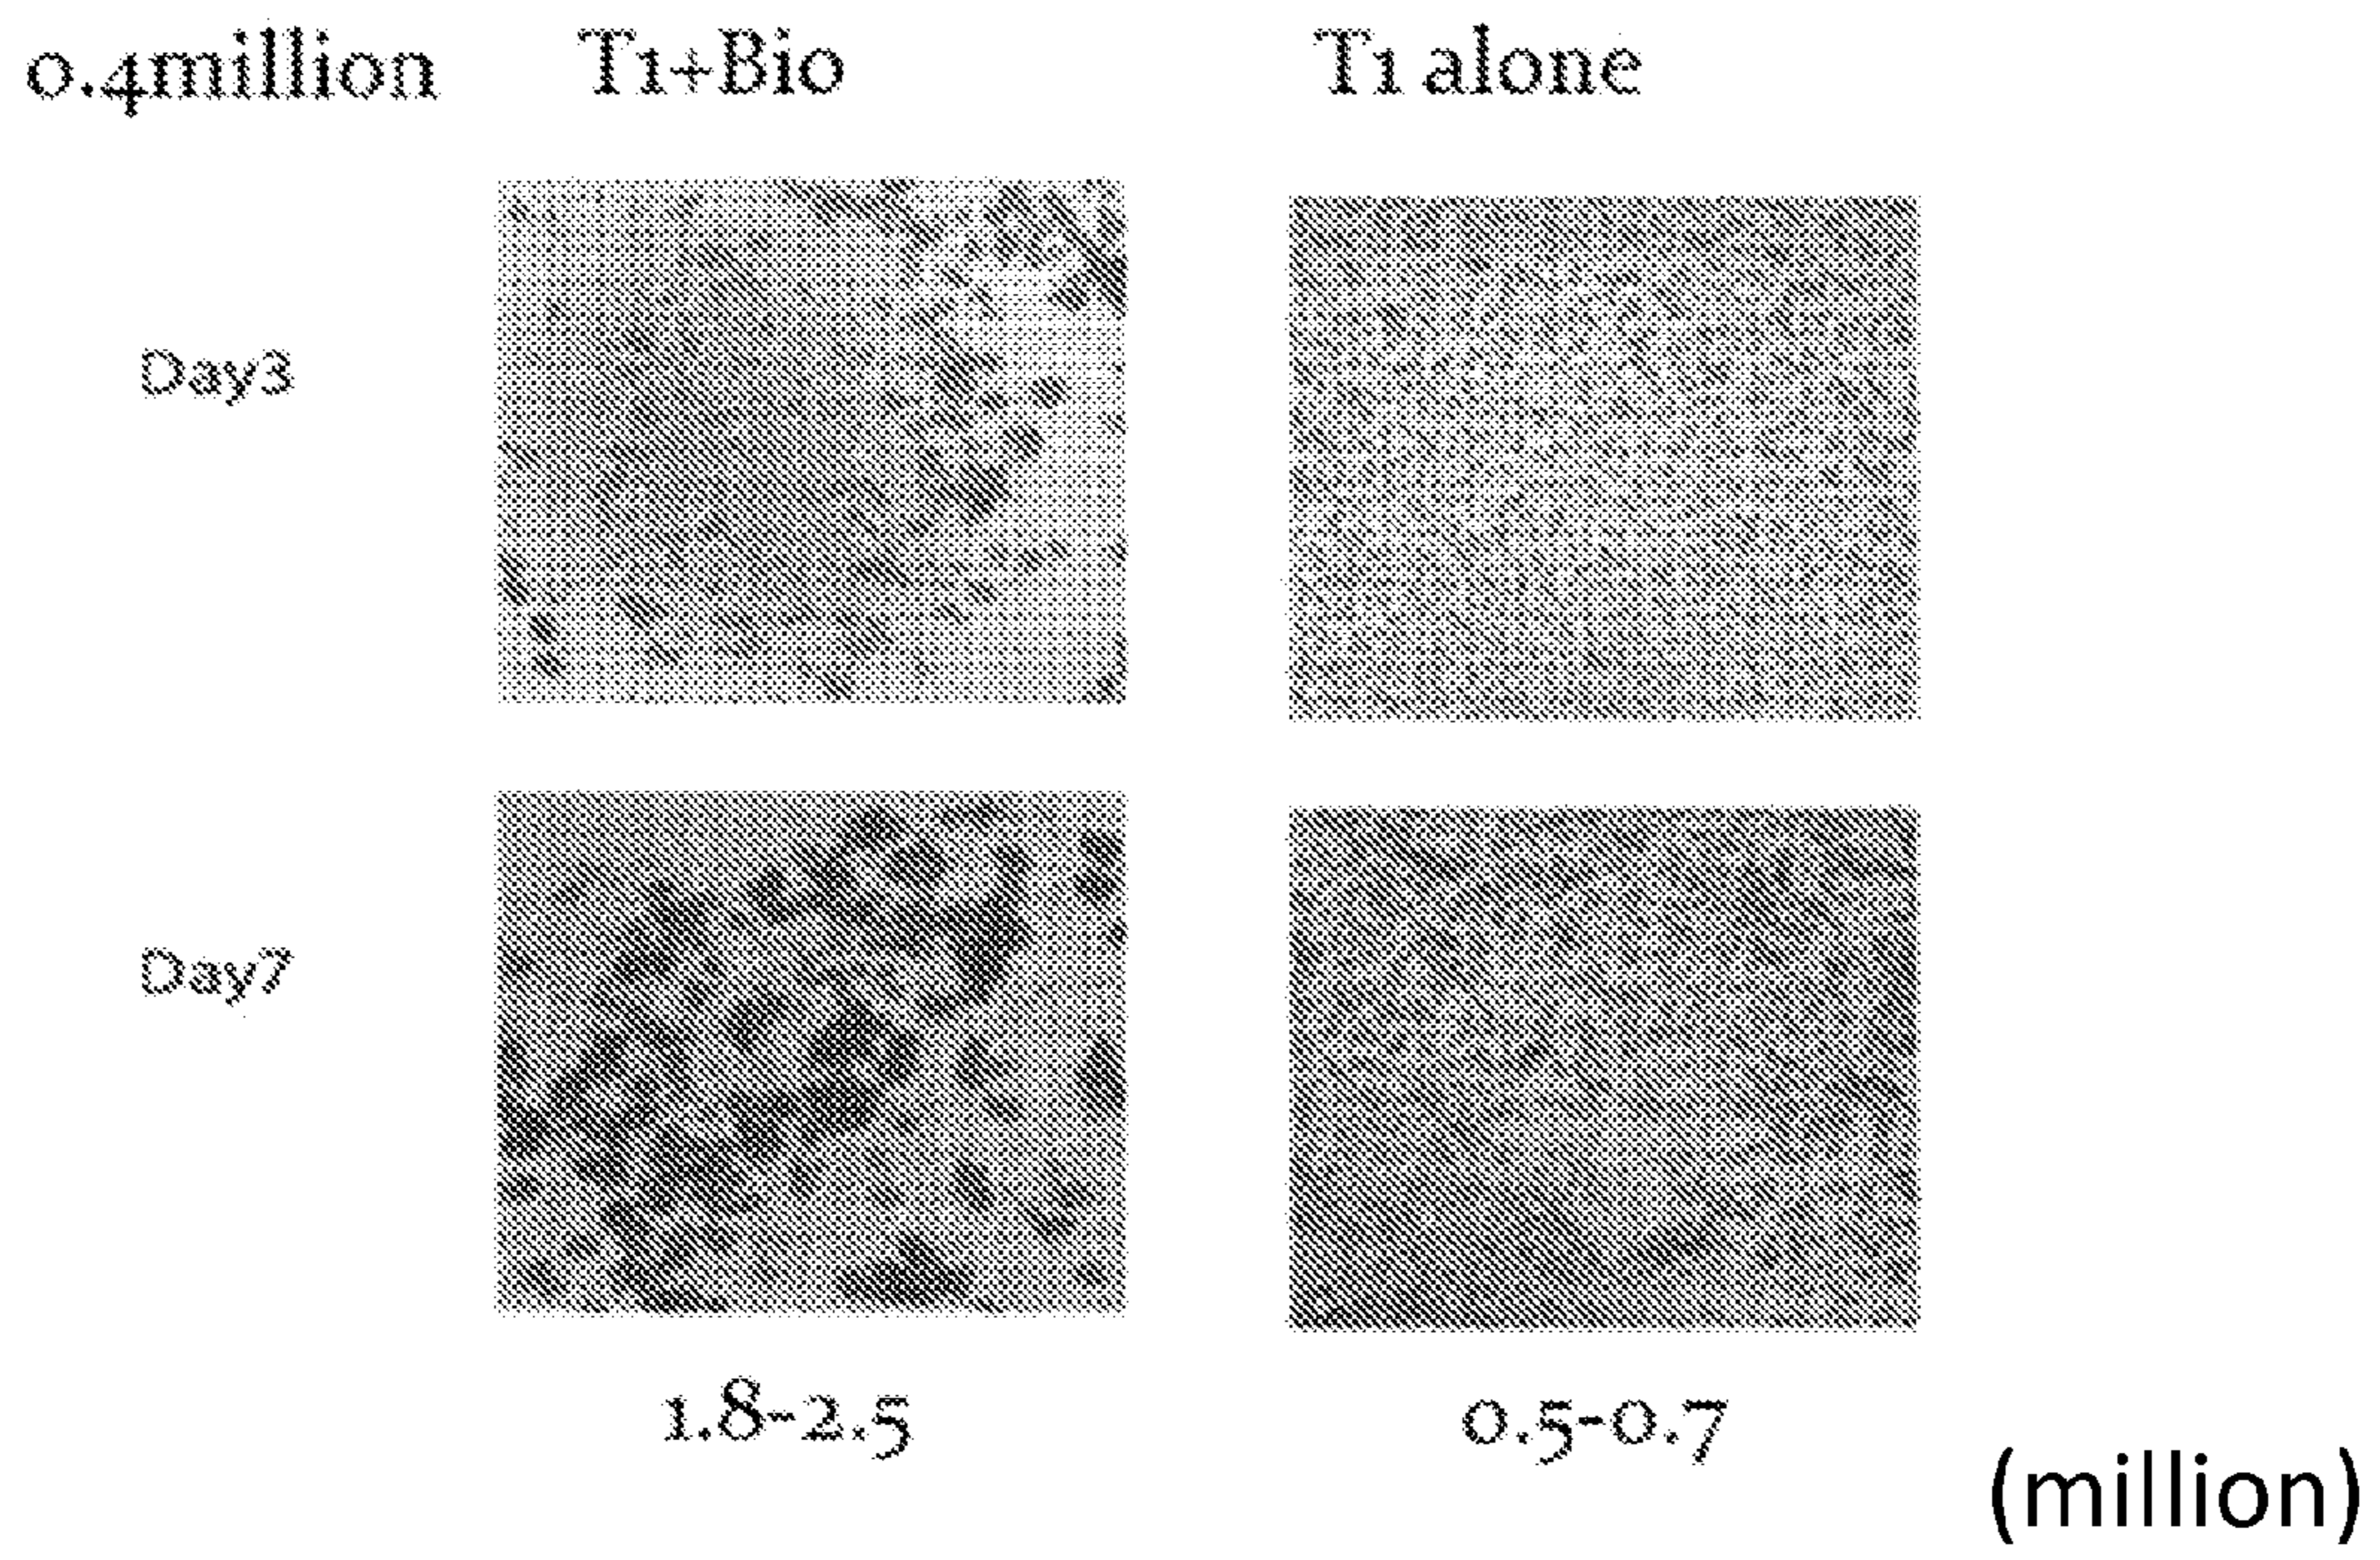 0.4million T1+Bio T1 alone
Day3
Day7
1.8-2.5 0.5-0.7
(million)